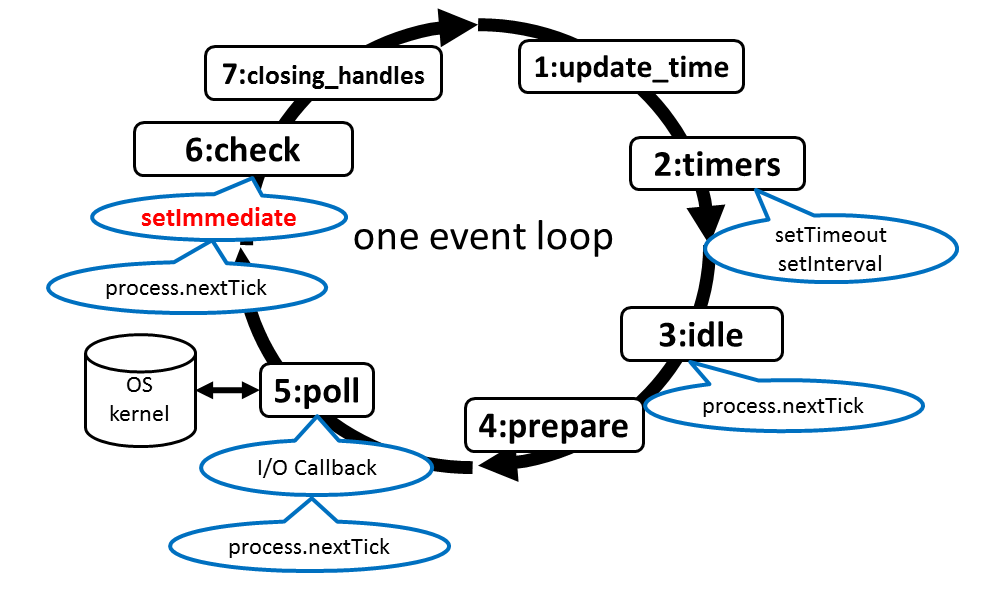 7:closing_handles
1:update_time
6:check
2:timers
setImmediate
one event loop
setTimeout
setInterval
process.nextTick
3:idle
OS
kernel
5:poll
process.nextTick
4:prepare
I/O Callback
process.nextTick